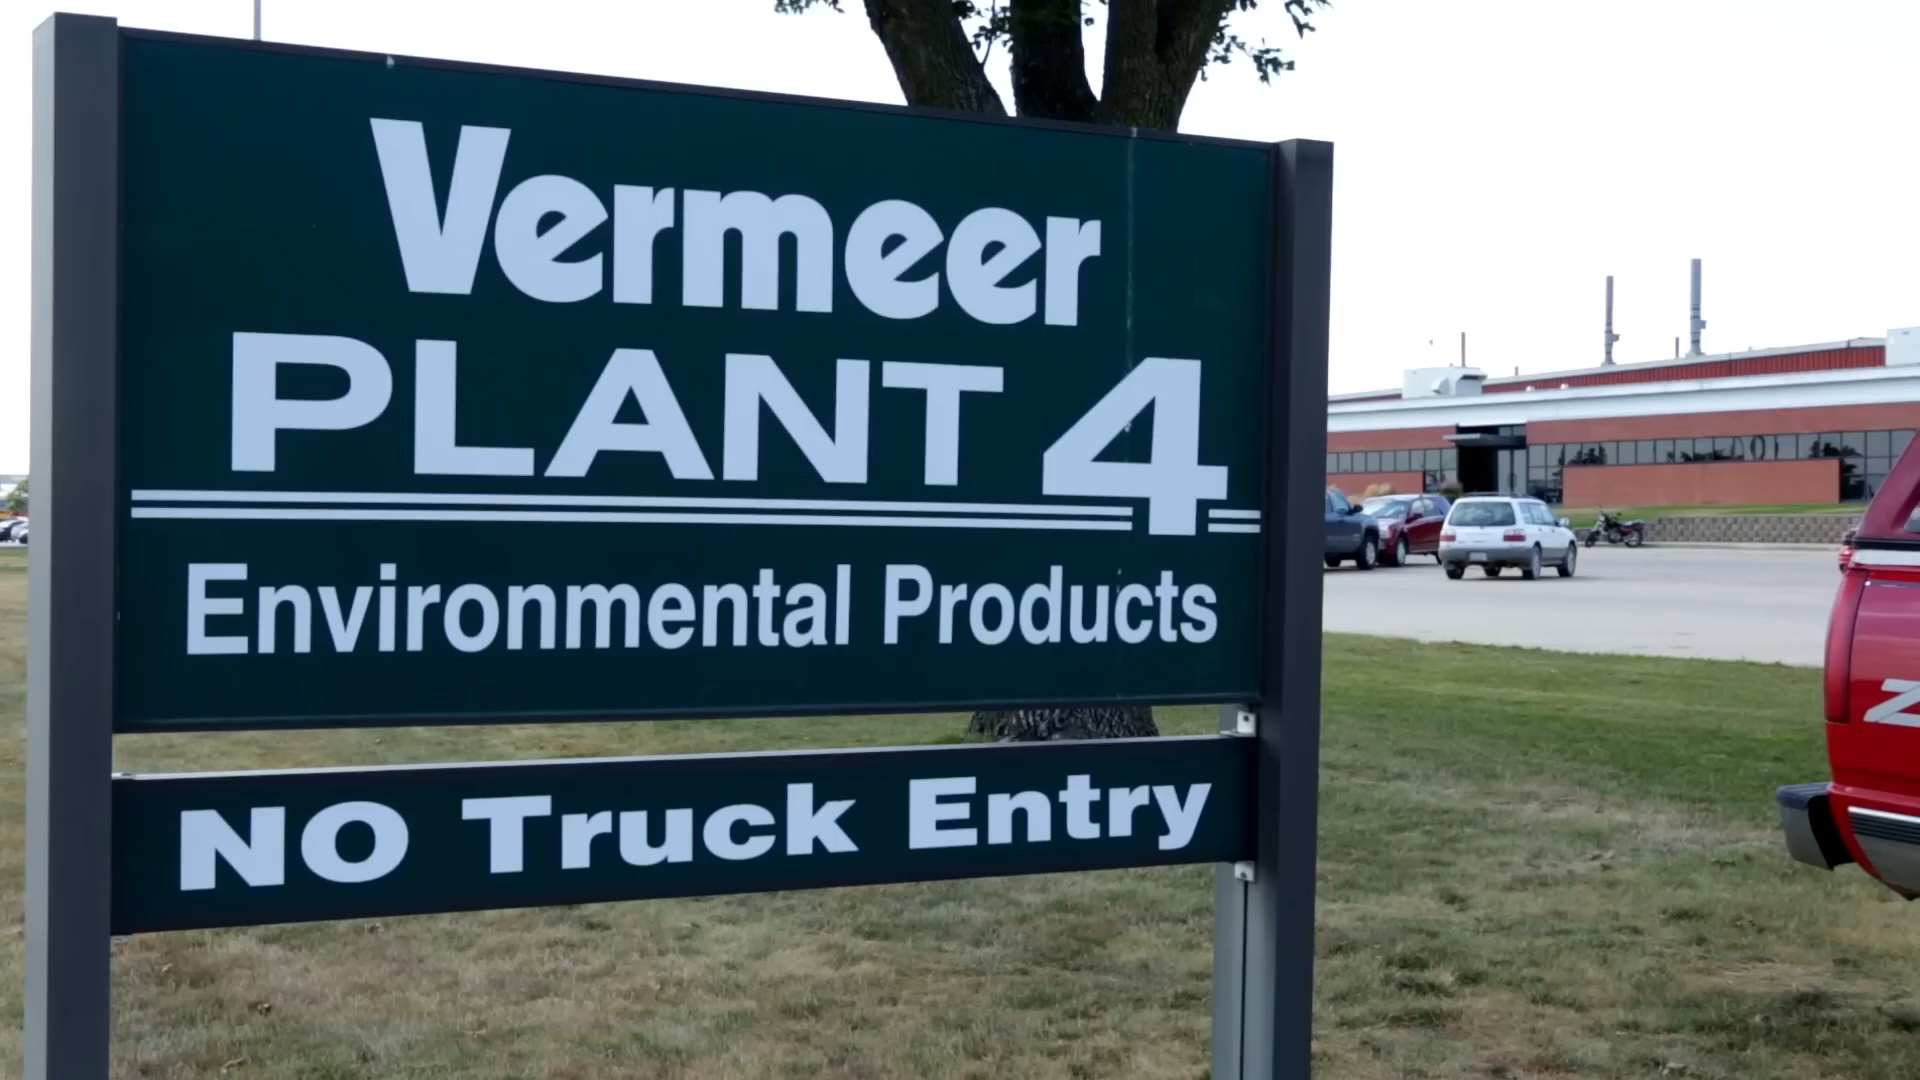 Vermeer
PLANT 4
Environmental Products
NO Truck Entry
Z